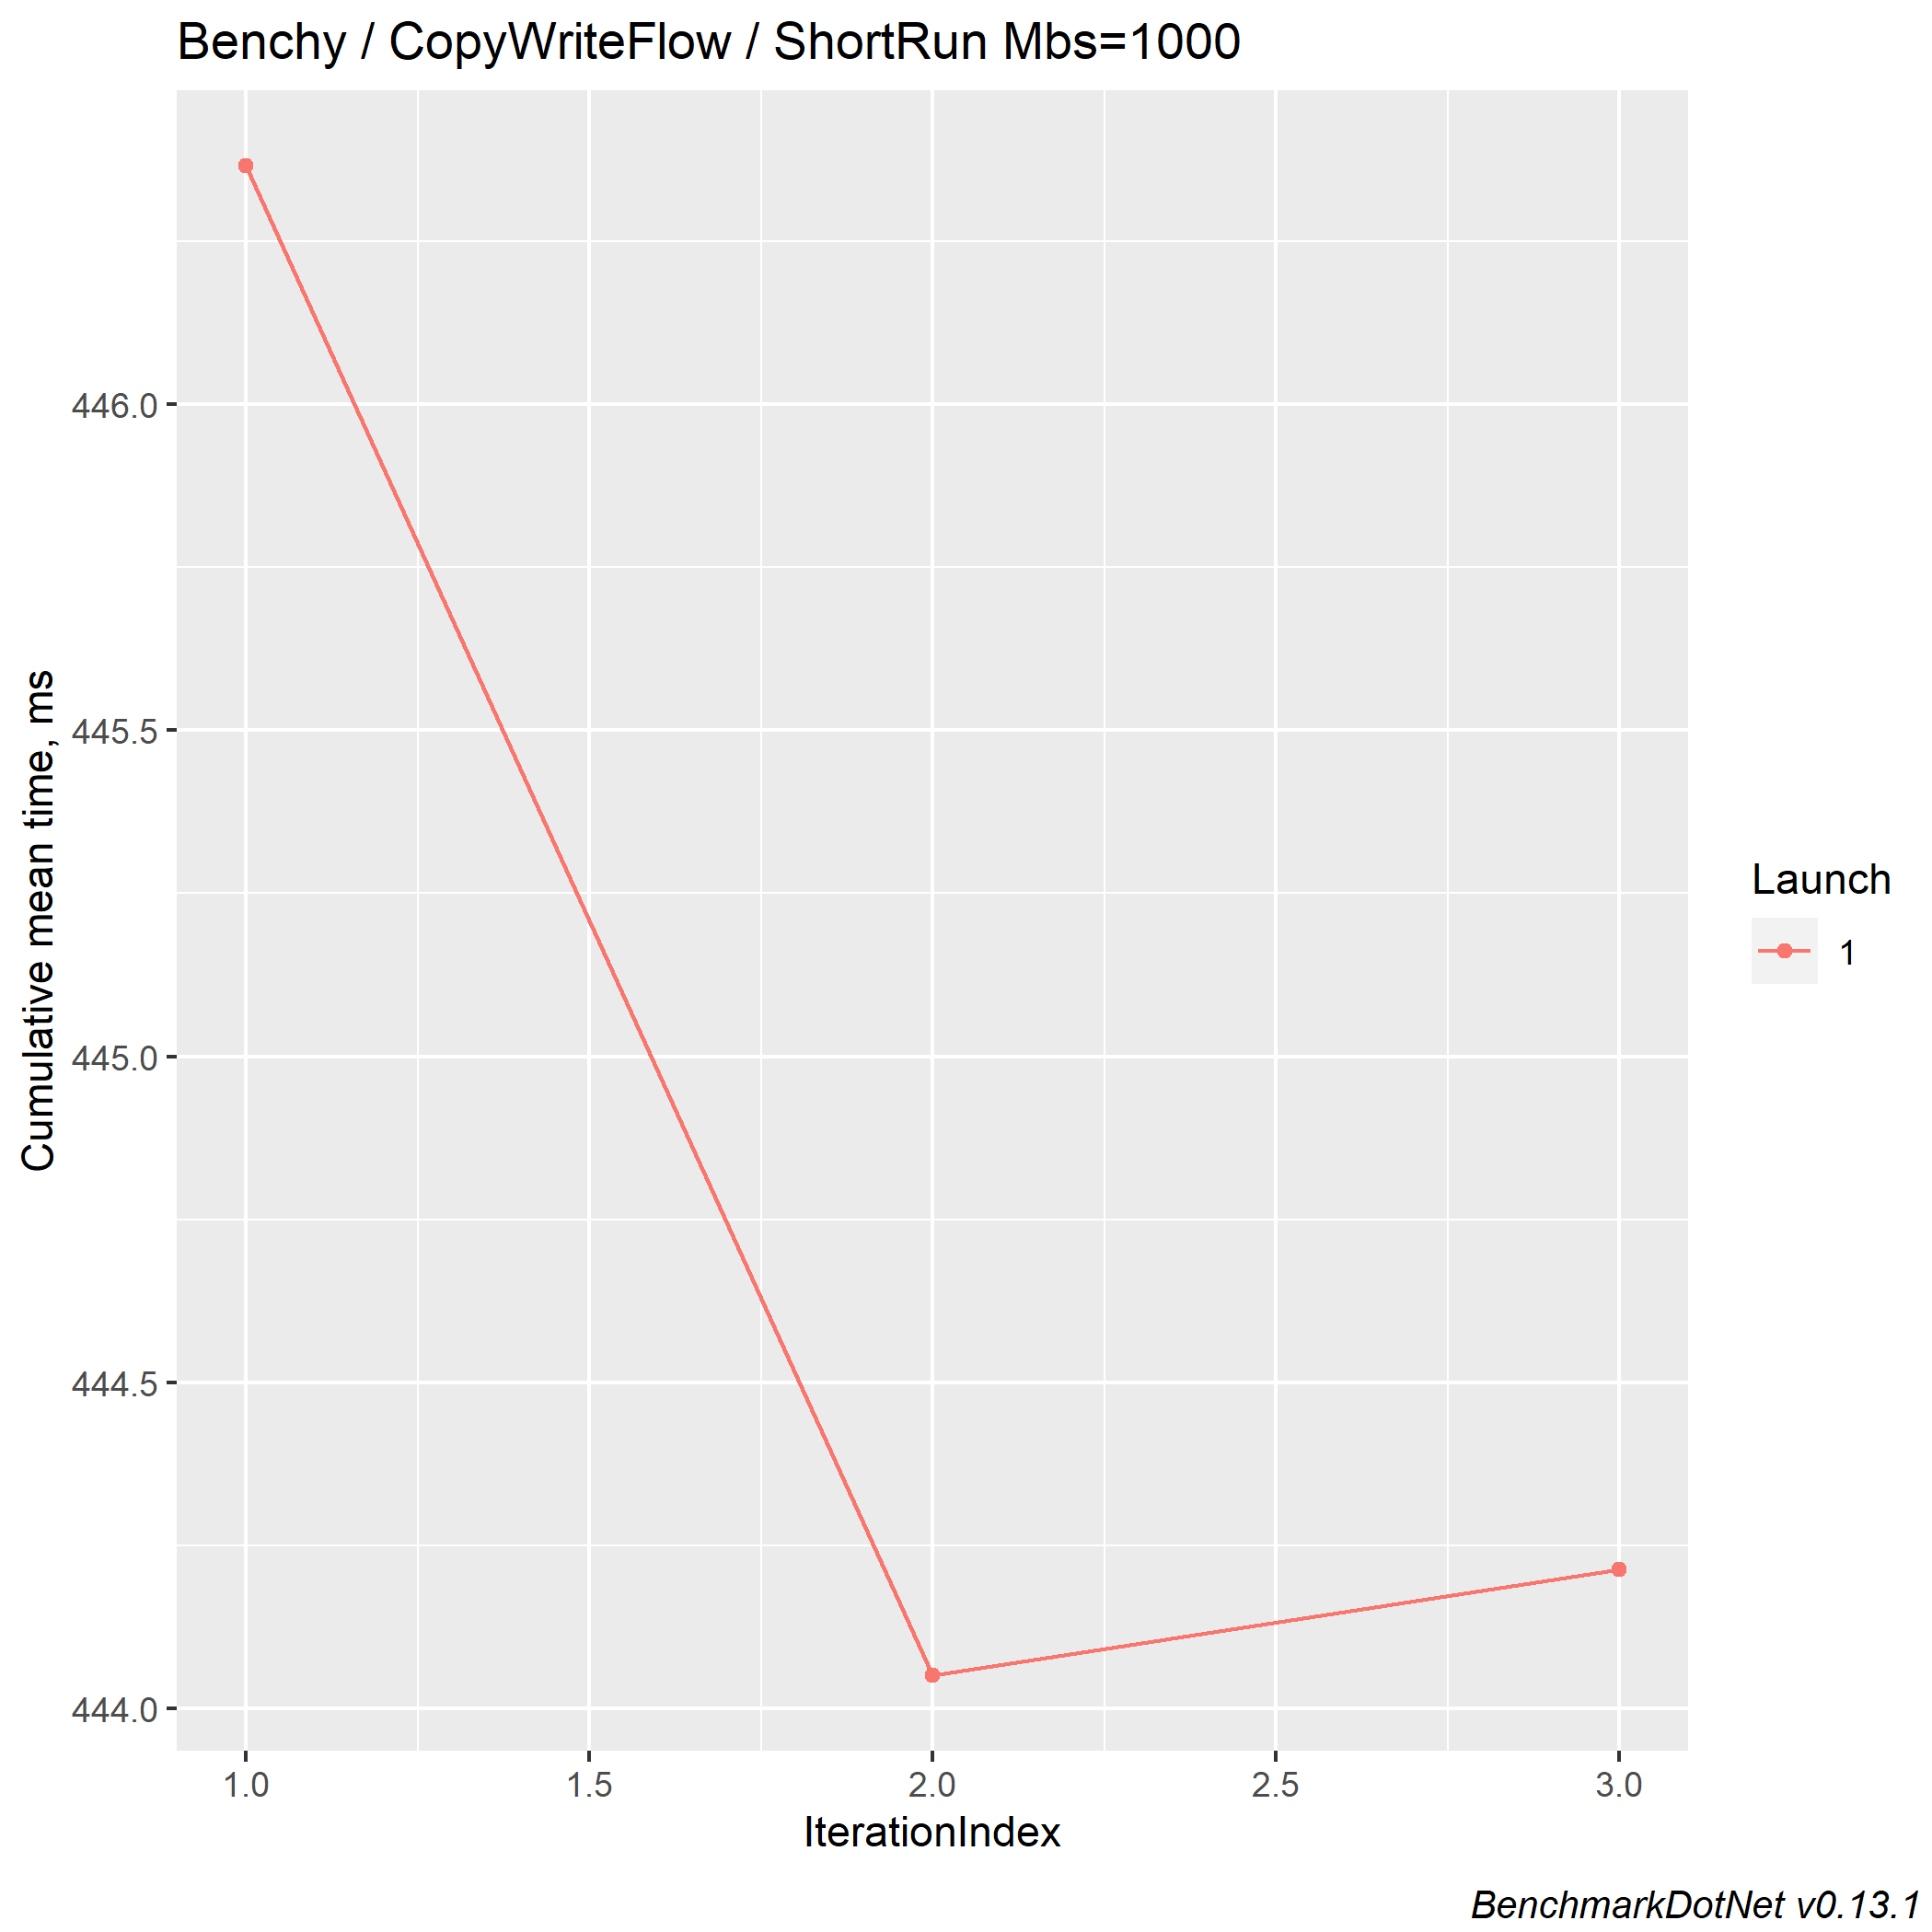 Benchy / CopyWriteFlow / ShortRun Mbs=1000
Cumulative mean time, ms
446.0
445.5
445.0
444.5
444.0
1.0 1.5 2.0 2.5 3.0
IterationIndex
Launch
1
BenchmarkDotNet v0.13.1